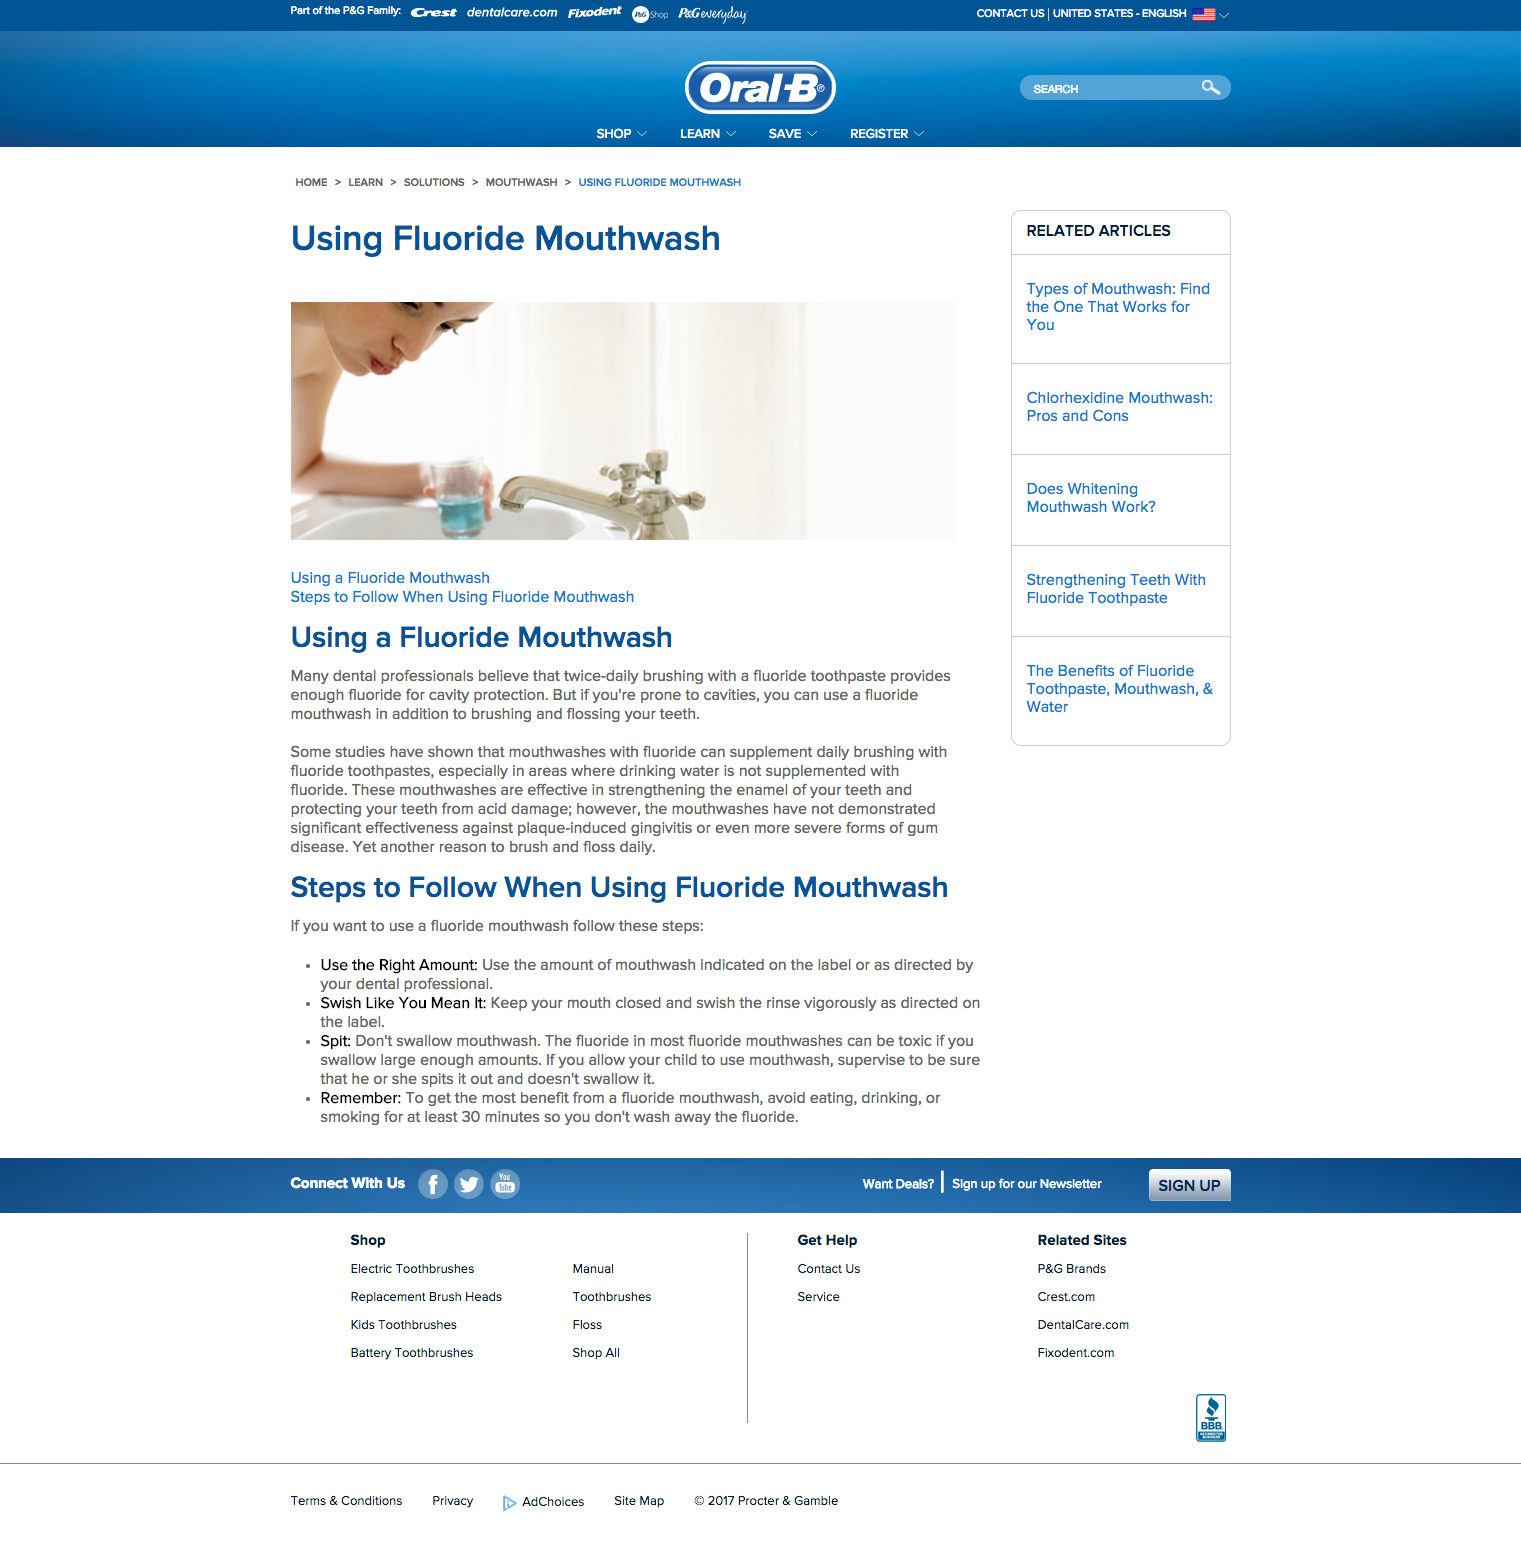 Part of the P&G Family: Crest dentalcare.com Fixodent P&G Shop P&G everyday
CONTACT US | UNITED STATES - ENGLISH
Oral-B®
SEARCH
SHOP LEARN SAVE REGISTER
HOME > LEARN > SOLUTIONS > MOUTHWASH > USING FLUORIDE MOUTHWASH
Using Fluoride Mouthwash
Using a Fluoride Mouthwash
Steps to Follow When Using Fluoride Mouthwash
Using a Fluoride Mouthwash
Many dental professionals believe that twice-daily brushing with a fluoride toothpaste provides
enough fluoride for cavity protection. But if you're prone to cavities, you can use a fluoride
mouthwash in addition to brushing and flossing your teeth.
Some studies have shown that mouthwashes with fluoride can supplement daily brushing with
fluoride toothpastes, especially in areas where drinking water is not supplemented with
fluoride. These mouthwashes are effective in strengthening the enamel of your teeth and
protecting your teeth from acid damage; however, the mouthwashes have not demonstrated
significant effectiveness against plaque-induced gingivitis or even more severe forms of gum
disease. Yet another reason to brush and floss daily.
Steps to Follow When Using Fluoride Mouthwash
If you want to use a fluoride mouthwash follow these steps:
• Use the Right Amount: Use the amount of mouthwash indicated on the label or as directed by
your dental professional.
• Swish Like You Mean It: Keep your mouth closed and swish the rinse vigorously as directed on
the label.
• Spit: Don't swallow mouthwash. The fluoride in most fluoride mouthwashes can be toxic if you
swallow large enough amounts. If you allow your child to use mouthwash, supervise to be sure
that he or she spits it out and doesn't swallow it.
• Remember: To get the most benefit from a fluoride mouthwash, avoid eating, drinking, or
smoking for at least 30 minutes so you don't wash away the fluoride.
RELATED ARTICLES
Types of Mouthwash: Find
the One That Works for
You
Chlorhexidine Mouthwash:
Pros and Cons
Does Whitening
Mouthwash Work?
Strengthening Teeth With
Fluoride Toothpaste
The Benefits of Fluoride
Toothpaste, Mouthwash, &
Water
Connect With Us
You
Tube
Want Deals? | Sign up for our Newsletter
SIGN UP
Shop
Electric Toothbrushes
Replacement Brush Heads
Kids Toothbrushes
Battery Toothbrushes
Manual
Toothbrushes
Floss
Shop All
Get Help
Contact Us
Service
Related Sites
P&G Brands
Crest.com
DentalCare.com
Fixodent.com
BBB
ACCREDITED
BUSINESS
Terms & Conditions Privacy AdChoices Site Map © 2017 Procter & Gamble